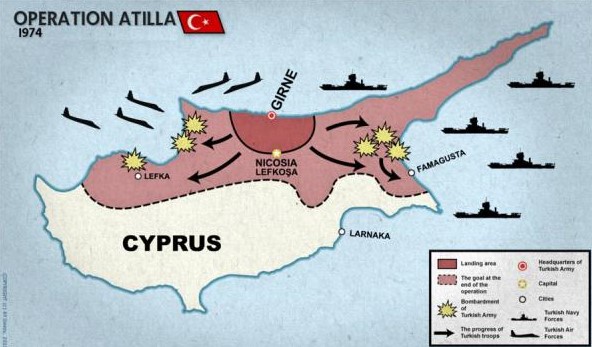 OPERATION ATILLA
1974
GIRNE
NICOSIA
LEFKOŞA
LEFKA
FAMAGUSTA
LARNAKA
CYPRUS
Landing area
The goal at the
end of the
operation
Bombardment
of
Turkish Army
The progress of
Turkish troops
Headquarters of
Turkish Army
Capital
Cities
Turkish Navy
Forces
Turkish Air
Forces